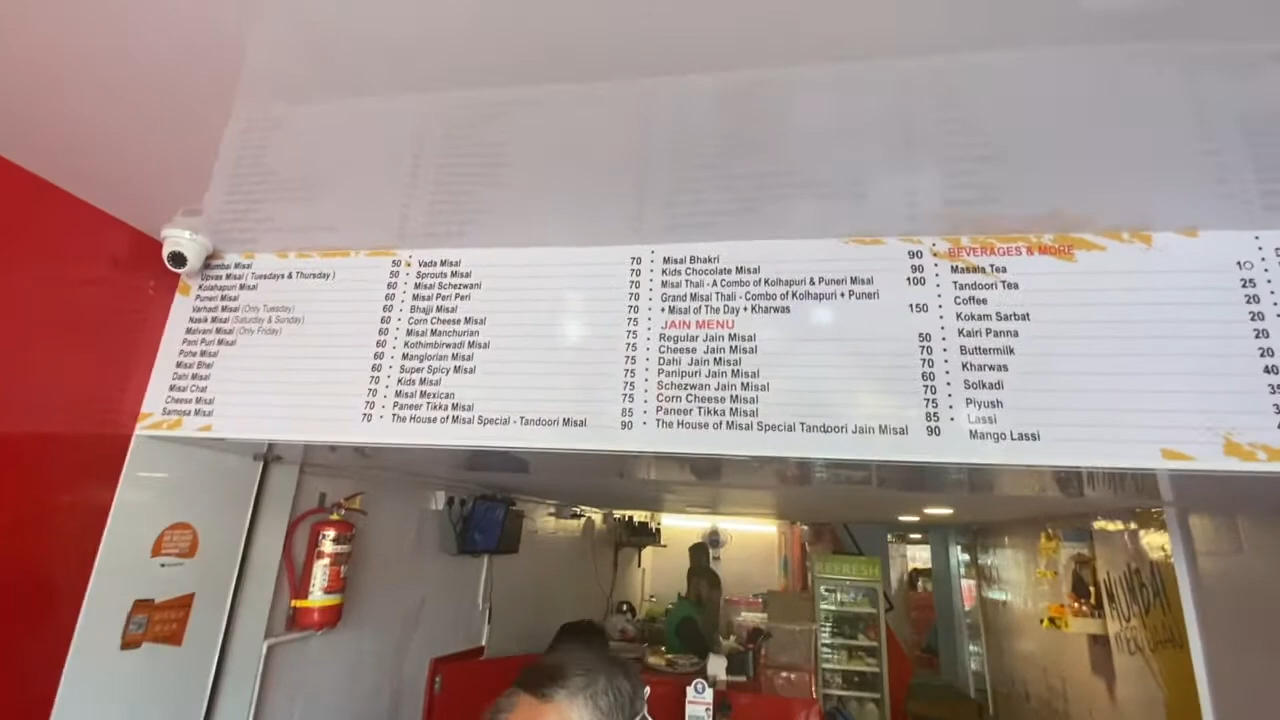 Mumbai Misal 50
Upvas Misal ( Tuesdays & Thursday ) 50
Kolahapuri Misal 60
Puneri Misal 60
Varhadi Misal (Only Tuesday) 60
Nasik Misal (Saturday & Sunday) 60
Malvani Misal (Only Friday) 60
Pani Puri Misal 60
Pohe Misal 60
Misal Bhel 60
Dahi Misal 70
Misal Chat 70
Cheese Misal 70
Samosa Misal 70
• Vada Misal 70
• Sprouts Misal 70
• Misal Schezwani 70
• Misal Peri Peri 70
• Bhajji Misal 70
• Corn Cheese Misal 75
• Misal Manchurian 75
• Kothimbirwadi Misal 75
• Manglorian Misal 75
• Super Spicy Misal 75
• Kids Misal 75
• Misal Mexican 75
• Paneer Tikka Misal 85
• The House of Misal Special - Tandoori Misal 90
• Misal Bhakri 90
• Kids Chocolate Misal 90
• Misal Thali - A Combo of Kolhapuri & Puneri Misal 100
• Grand Misal Thali - Combo of Kolhapuri + Puneri
+ Misal of The Day + Kharwas 150
JAIN MENU
• Regular Jain Misal 50
• Cheese Jain Misal 70
• Dahi Jain Misal 70
• Panipuri Jain Misal 60
• Schezwan Jain Misal 70
• Corn Cheese Misal 75
• Paneer Tikka Misal 85
• The House of Misal Special Tandoori Jain Misal 90
BEVERAGES & MORE
• Masala Tea 10
• Tandoori Tea 25
• Coffee 20
• Kokam Sarbat 20
• Kairi Panna 20
• Buttermilk 20
• Kharwas 40
• Solkadi
• Piyush
• Lassi
Mango Lassi
REFRESH
MUMBAI